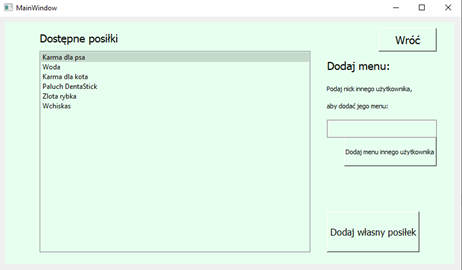 MainWindow
Dostępne posiłki
Wróć
Karma dla psa
Woda
Karma dla kota
Paluch DentaStick
Zlota rybka
Wchiskas
Dodaj menu:
Podaj nick innego użytkownika,
aby dodać jego menu:
Dodaj menu innego użytkownika
Dodaj własny posiłek